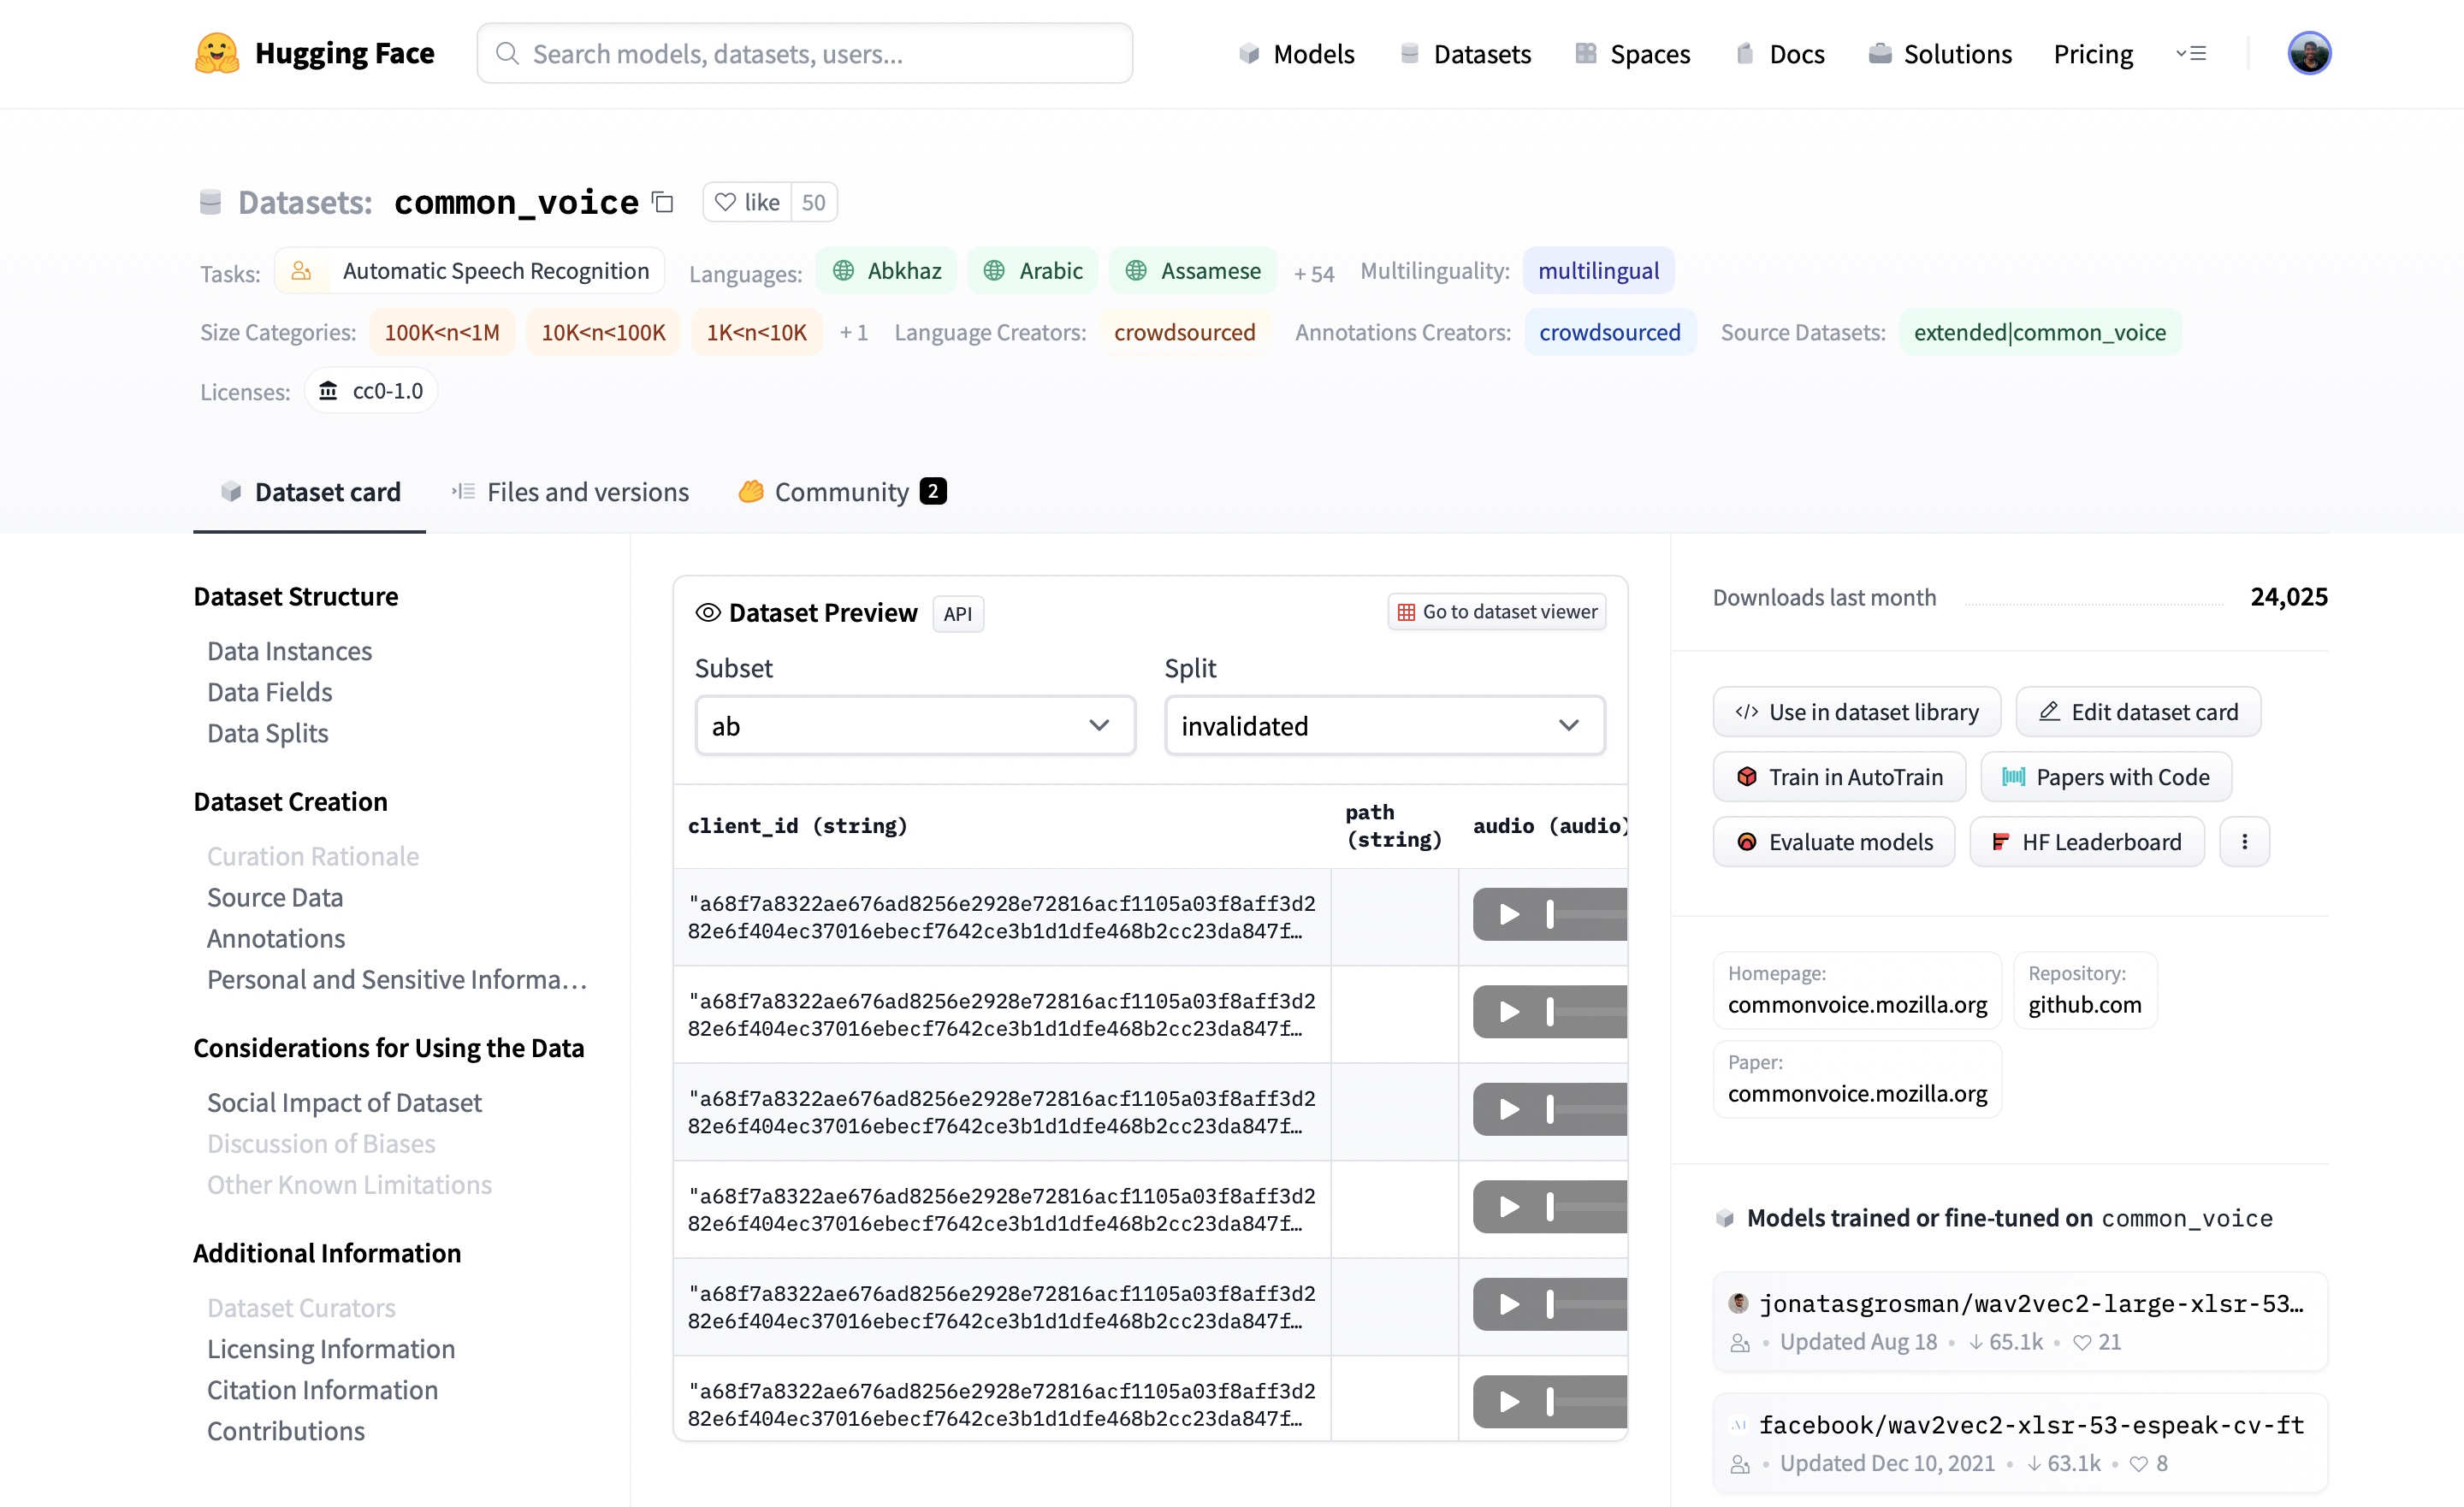 Hugging Face
Search models, datasets, users...
Models Datasets Spaces Docs Solutions Pricing
Datasets: common_voice like 50
Tasks: Automatic Speech Recognition Languages: Abkhaz Arabic Assamese + 54 Multilinguality: multilingual
Size Categories: 100K<n<1M 10K<n<100K 1K<n<10K + 1 Language Creators: crowdsourced Annotations Creators: crowdsourced Source Datasets: extended|common_voice
Licenses: cc0-1.0
Dataset card Files and versions Community 2
Dataset Structure
Data Instances
Data Fields
Data Splits
Dataset Creation
Curation Rationale
Source Data
Annotations
Personal and Sensitive Informa...
Considerations for Using the Data
Social Impact of Dataset
Discussion of Biases
Other Known Limitations
Additional Information
Dataset Curators
Licensing Information
Citation Information
Contributions
Dataset Preview API Go to dataset viewer
Subset Split
ab invalidated
client_id (string) path (string) audio (audio)
"a68f7a8322ae676ad8256e2928e72816acf1105a03f8aff3d2
82e6f404ec37016ebecf7642ce3b1d1dfe468b2cc23da847f…
"a68f7a8322ae676ad8256e2928e72816acf1105a03f8aff3d2
82e6f404ec37016ebecf7642ce3b1d1dfe468b2cc23da847f…
"a68f7a8322ae676ad8256e2928e72816acf1105a03f8aff3d2
82e6f404ec37016ebecf7642ce3b1d1dfe468b2cc23da847f…
"a68f7a8322ae676ad8256e2928e72816acf1105a03f8aff3d2
82e6f404ec37016ebecf7642ce3b1d1dfe468b2cc23da847f…
"a68f7a8322ae676ad8256e2928e72816acf1105a03f8aff3d2
82e6f404ec37016ebecf7642ce3b1d1dfe468b2cc23da847f…
"a68f7a8322ae676ad8256e2928e72816acf1105a03f8aff3d2
82e6f404ec37016ebecf7642ce3b1d1dfe468b2cc23da847f…
Downloads last month 24,025
Use in dataset library Edit dataset card
Train in AutoTrain Papers with Code
Evaluate models HF Leaderboard
Homepage: Repository:
commonvoice.mozilla.org github.com
Paper:
commonvoice.mozilla.org
Models trained or fine-tuned on common_voice
jonatasgrosman/wav2vec2-large-xlsr-53…
Updated Aug 18 • ↓ 65.1k • 21
facebook/wav2vec2-xlsr-53-espeak-cv-ft
Updated Dec 10, 2021 • ↓ 63.1k • 8